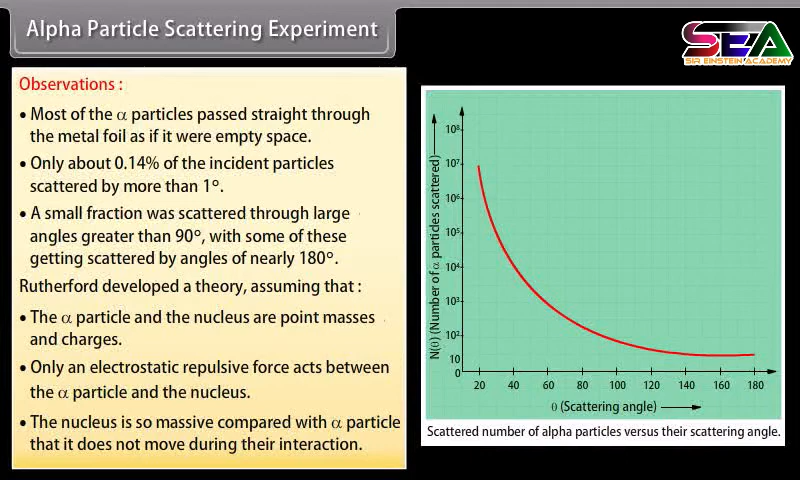 Alpha Particle Scattering Experiment
SEA
SIR EINSTEIN ACADEMY
Observations :
• Most of the α particles passed straight through
the metal foil as if it were empty space.
• Only about 0.14% of the incident particles
scattered by more than 1º.
• A small fraction was scattered through large
angles greater than 90º, with some of these
getting scattered by angles of nearly 180º.
Rutherford developed a theory, assuming that :
• The α particle and the nucleus are point masses
and charges.
• Only an electrostatic repulsive force acts between
the α particle and the nucleus.
• The nucleus is so massive compared with α particle
that it does not move during their interaction.
N(θ) (Number of α particles scattered)
10⁸
10⁷
10⁶
10⁵
10⁴
10³
10²
10
0
20 40 60 80 100 120 140 160 180
θ (Scattering angle)
Scattered number of alpha particles versus their scattering angle.